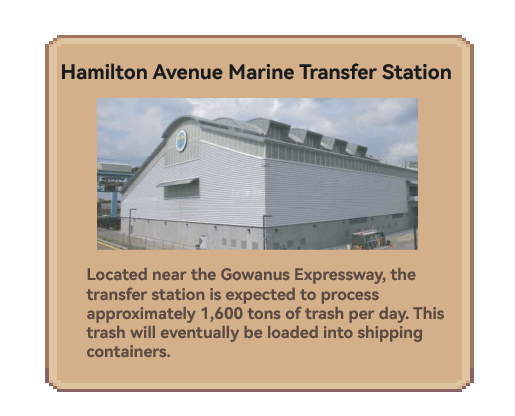 Hamilton Avenue Marine Transfer Station
Located near the Gowanus Expressway, the
transfer station is expected to process
approximately 1,600 tons of trash per day. This
trash will eventually be loaded into shipping
containers.